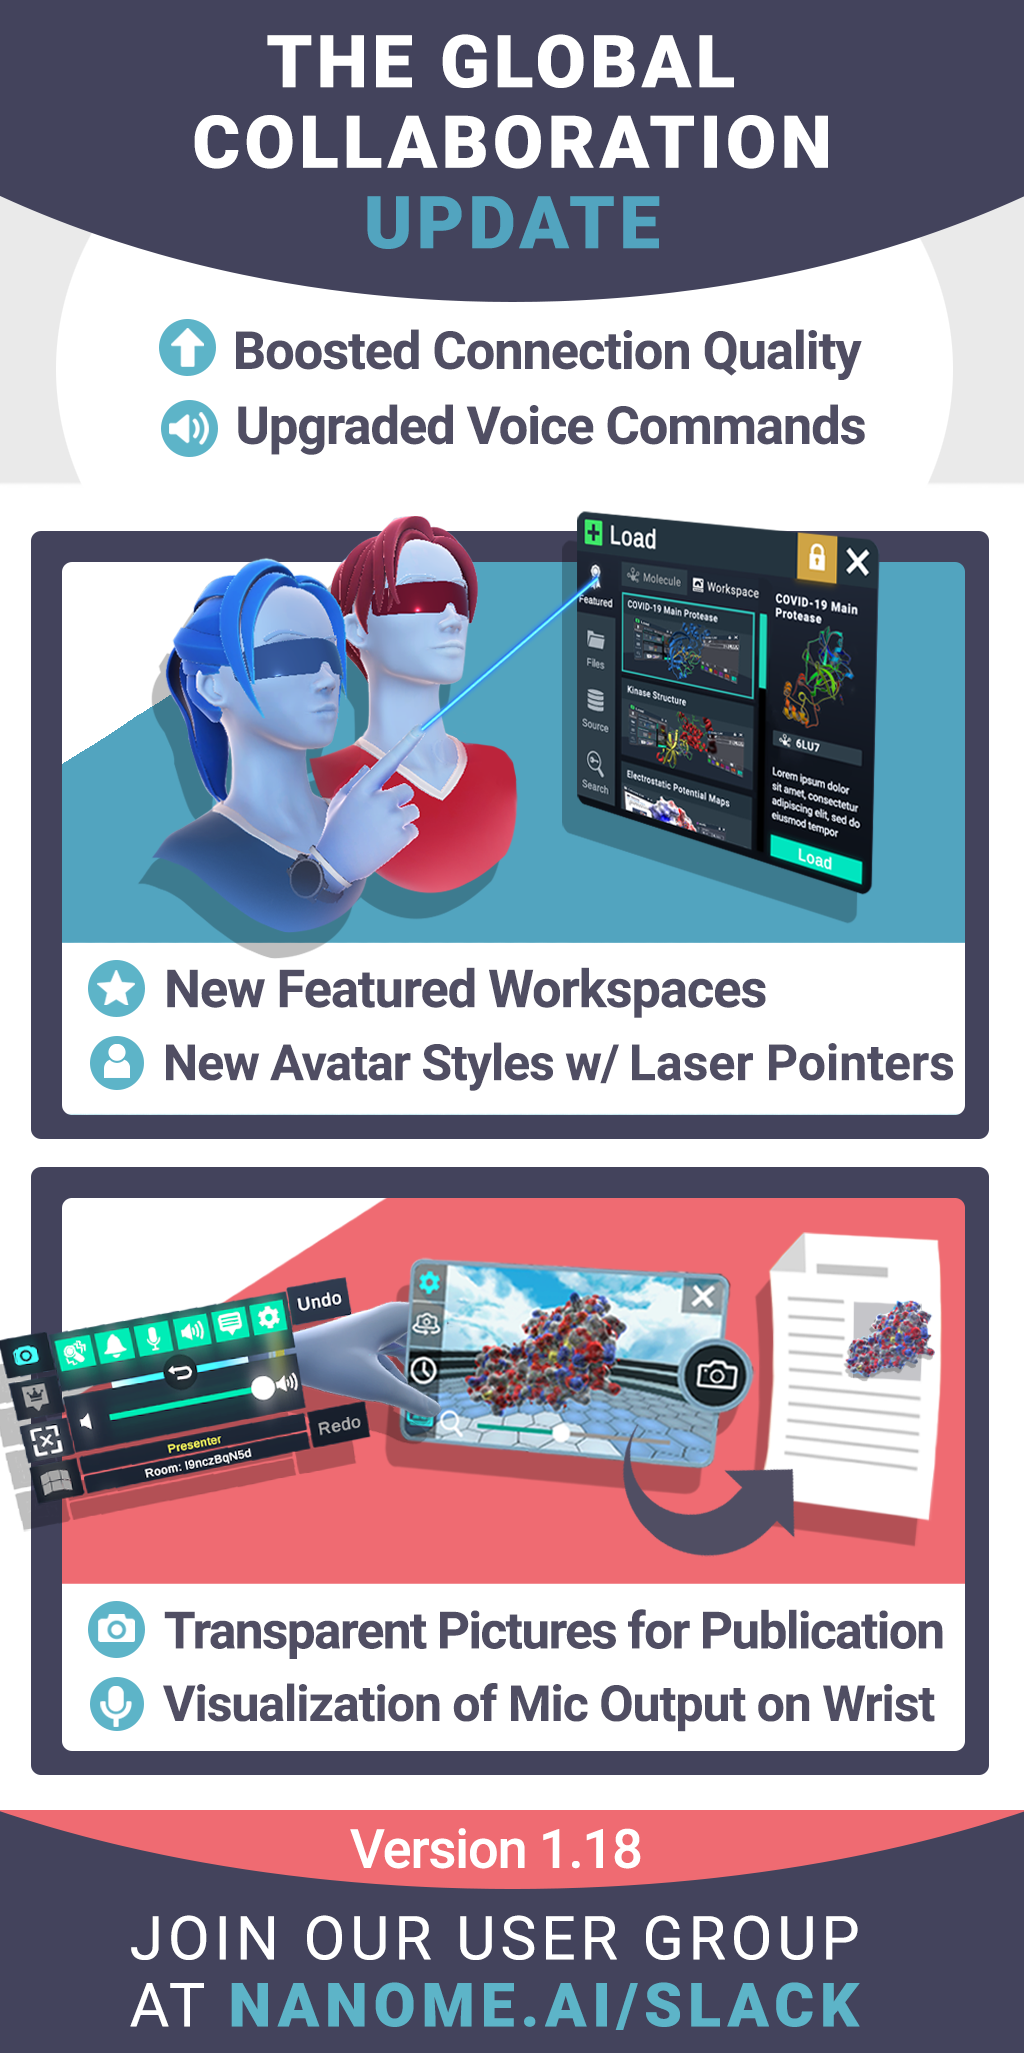 THE GLOBAL
COLLABORATION
UPDATE
Boosted Connection Quality
Upgraded Voice Commands
Load
Featured
Molecule
Workspace
COVID-19 Main Protease
Kinase Structure
Electrostatic Potential Maps
Files
Source
Search
COVID-19 Main
Protease
6LU7
Lorem ipsum dolor
sit amet, consectetur
adipiscing elit, sed do
eiusmod tempor
Load
New Featured Workspaces
New Avatar Styles w/ Laser Pointers
Undo
Redo
Presenter
Room: l9nczBqN5d
Transparent Pictures for Publication
Visualization of Mic Output on Wrist
Version 1.18
JOIN OUR USER GROUP
AT NANOME.AI/SLACK